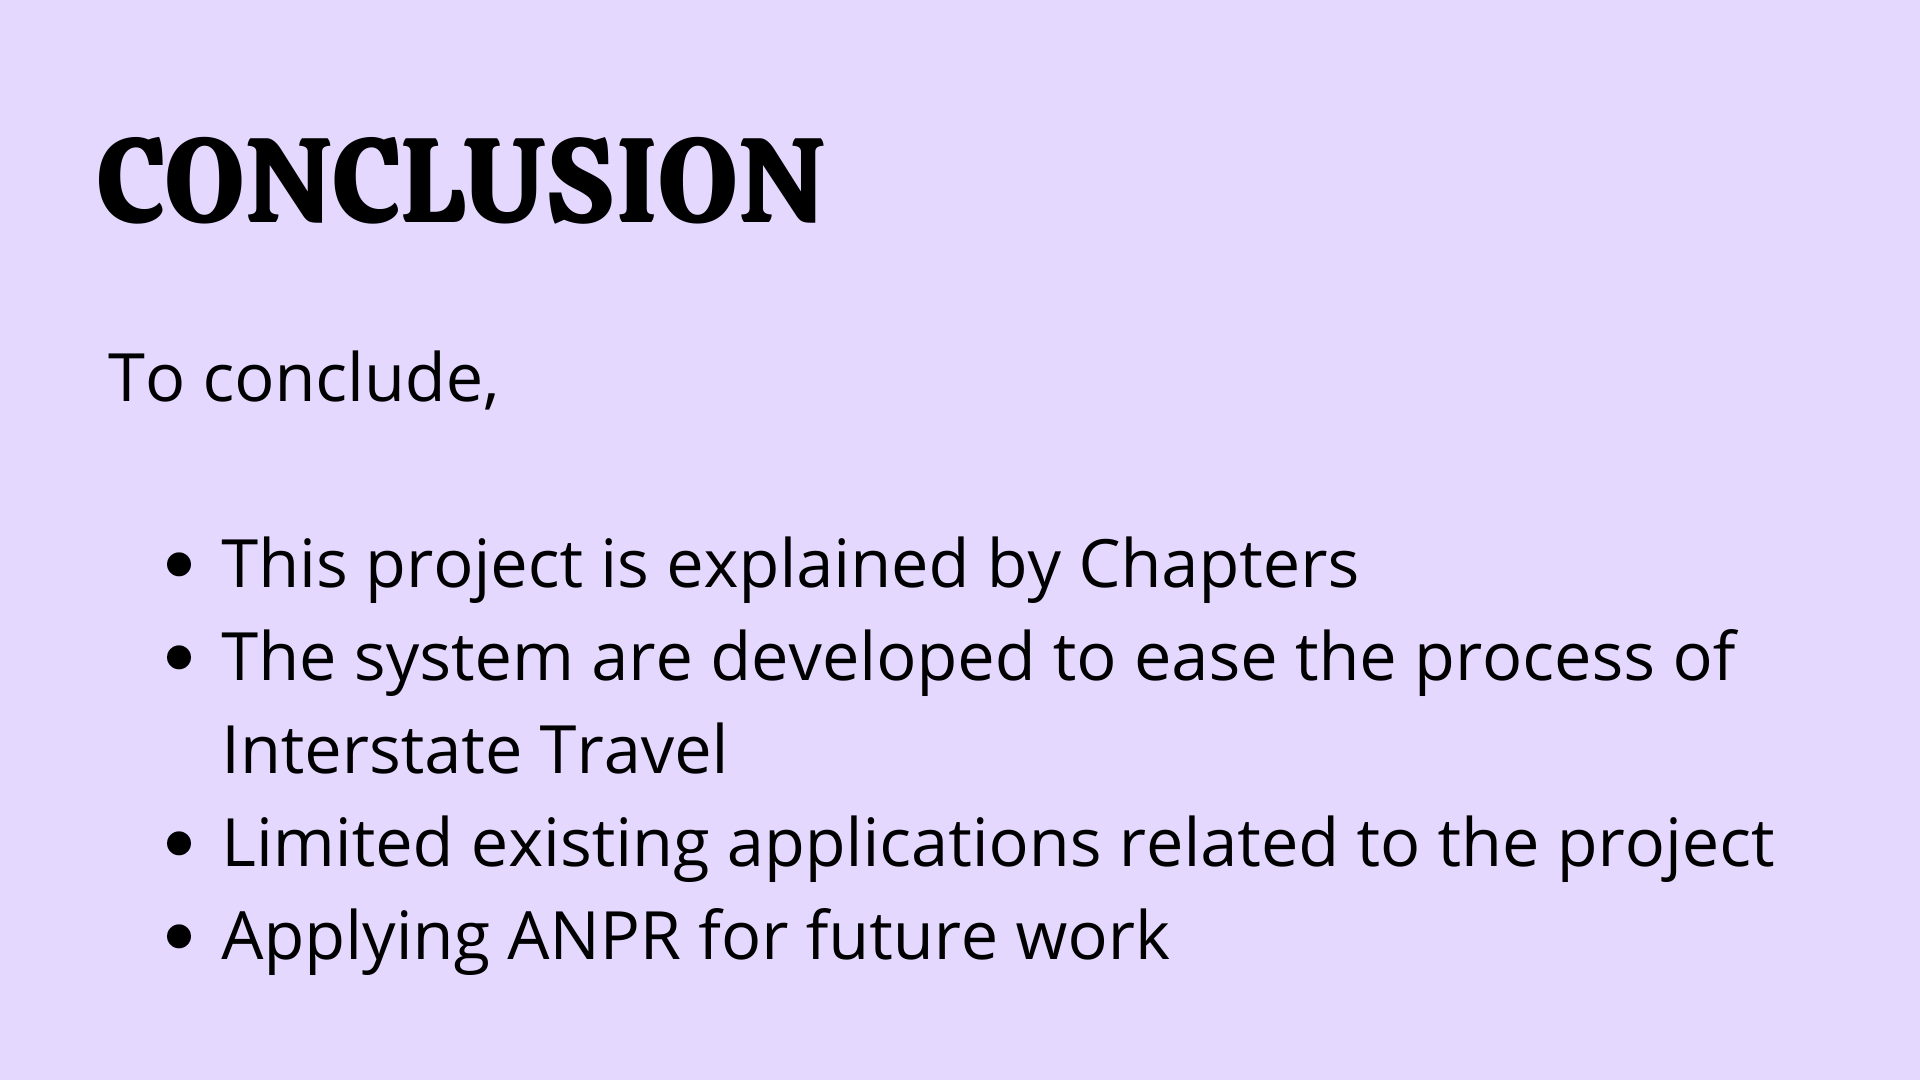 CONCLUSION
To conclude,
• This project is explained by Chapters
• The system are developed to ease the process of
Interstate Travel
• Limited existing applications related to the project
• Applying ANPR for future work